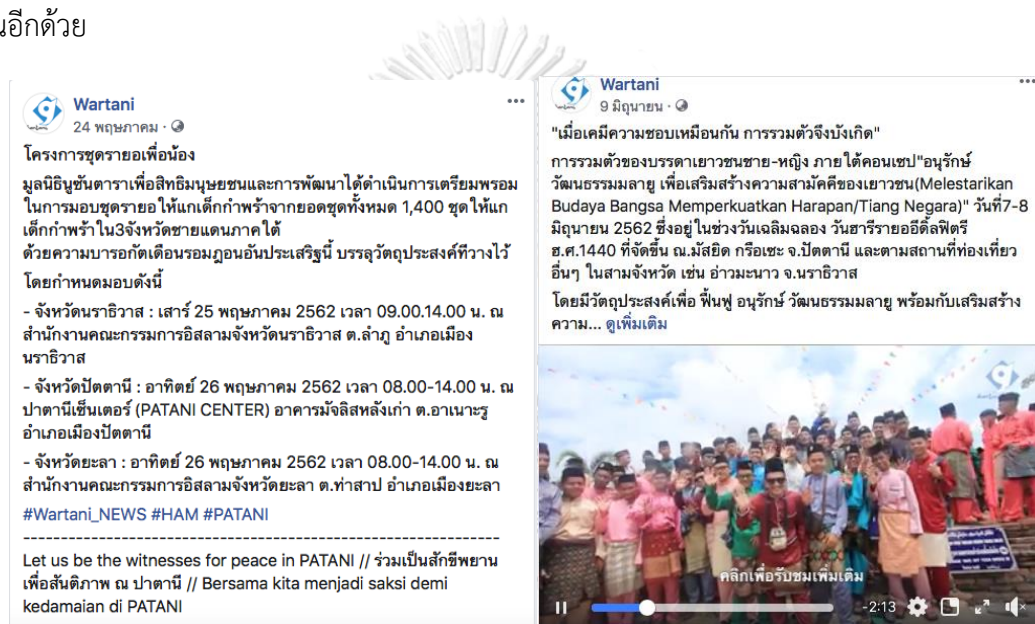 นอีกด้วย
Wartani
24 พฤษภาคม ·
โครงการชุดรายอเพื่อน้อง
มูลนิธินูซันตาราเพื่อสิทธิมนุษยชนและการพัฒนาได้ดำเนินการเตรียมพรอม
ในการมอบชุดรายอให้แกเด็กกำพร้าจากยอดชุดทั้งหมด 1,400 ชุดให้แก
เด็กกำพร้าใน3จังหวัดชายแดนภาคใต้
ด้วยความบารอกัตเดือนรอมฎอนอันประเสริฐนี้ บรรลุวัตถุประสงค์ทีวางไว้
โดยกำหนดมอบดังนี้
- จังหวัดนราธิวาส : เสาร์ 25 พฤษภาคม 2562 เวลา 09.00.14.00 น. ณ
สำนักงานคณะกรรมการอิสลามจังหวัดนราธิวาส ต.ลำภู อำเภอเมือง
นราธิวาส
- จังหวัดปัตตานี : อาทิตย์ 26 พฤษภาคม 2562 เวลา 08.00-14.00 น. ณ
ปาตานีเซ็นเตอร์ (PATANI CENTER) อาคารมัจลิสหลังเก่า ต.อาเนาะรู
อำเภอเมืองปัตตานี
- จังหวัดยะลา : อาทิตย์ 26 พฤษภาคม 2562 เวลา 08.00-14.00 น. ณ
สำนักงานคณะกรรมการอิสลามจังหวัดยะลา ต.ท่าสาป อำเภอเมืองยะลา
#Wartani_NEWS #HAM #PATANI
----------------------------------------------------------------
Let us be the witnesses for peace in PATANI // ร่วมเป็นสักขีพยาน
เพื่อสันติภาพ ณ ปาตานี // Bersama kita menjadi saksi demi
kedamaian di PATANI
Wartani
9 มิถุนายน ·
"เมื่อเคมีความชอบเหมือนกัน การรวมตัวจึงบังเกิด"
การรวมตัวของบรรดาเยาวชนชาย-หญิง ภายใต้คอนเซป"อนุรักษ์
วัฒนธรรมมลายู เพื่อเสริมสร้างความสามัคคีของเยาวชน(Melestarikan
Budaya Bangsa Memperkuatkan Harapan/Tiang Negara)" วันที่7-8
มิถุนายน 2562 ซึ่งอยู่ในช่วงวันเฉลิมฉลอง วันฮารีรายออีดิ้ลฟิตรี
ฮ.ศ.1440 ที่จัดขึ้น ณ.มัสยิด กรือเซะ จ.ปัตตานี และตามสถานที่ท่องเที่ยว
อื่นๆ ในสามจังหวัด เช่น อ่าวมะนาว จ.นราธิวาส
โดยมีวัตถุประสงค์เพื่อ ฟื้นฟู อนุรักษ์ วัฒนธรรมมลายู พร้อมกับเสริมสร้าง
ความ... ดูเพิ่มเติม
คลิกเพื่อรับชมเพิ่มเติม
-2:13